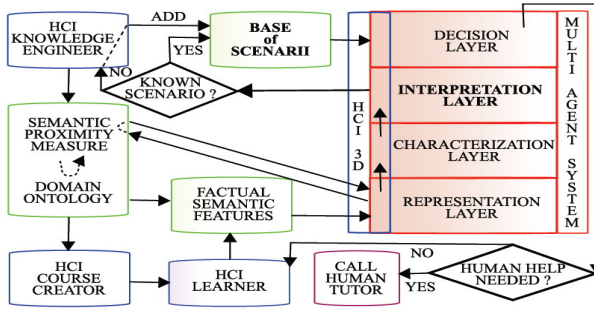 HCI
KNOWLEDGE
ENGINEER
ADD
YES
NO
BASE
of
SCENARII
KNOWN
SCENARIO ?
DECISION
LAYER
INTERPRETATION
LAYER
CHARACTERIZATION
LAYER
REPRESENTATION
LAYER
HCI 3D
MULTI AGENT SYSTEM
SEMANTIC
PROXIMITY
MEASURE
DOMAIN
ONTOLOGY
FACTUAL
SEMANTIC
FEATURES
HCI
COURSE
CREATOR
HCI
LEARNER
CALL
HUMAN
TUTOR
NO
YES
HUMAN HELP
NEEDED ?